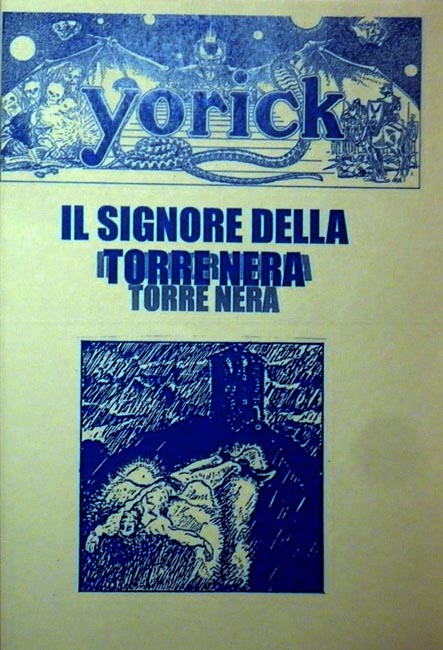 yorick
IL SIGNORE DELLA
TORRE NERA
TORRE NERA